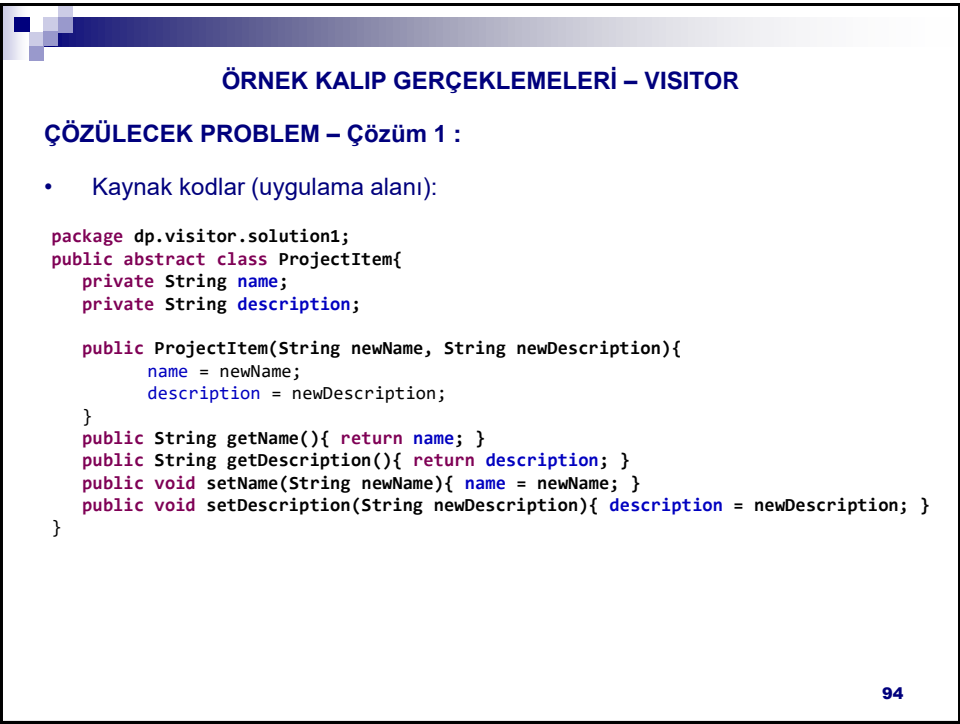 ÖRNEK KALIP GERÇEKLEMELERİ – VISITOR
ÇÖZÜLECEK PROBLEM – Çözüm 1 :
• Kaynak kodlar (uygulama alanı):
package dp.visitor.solution1;
public abstract class ProjectItem{
private String name;
private String description;
public ProjectItem(String newName, String newDescription){
name = newName;
description = newDescription;
}
public String getName(){ return name; }
public String getDescription(){ return description; }
public void setName(String newName){ name = newName; }
public void setDescription(String newDescription){ description = newDescription; }
}
94